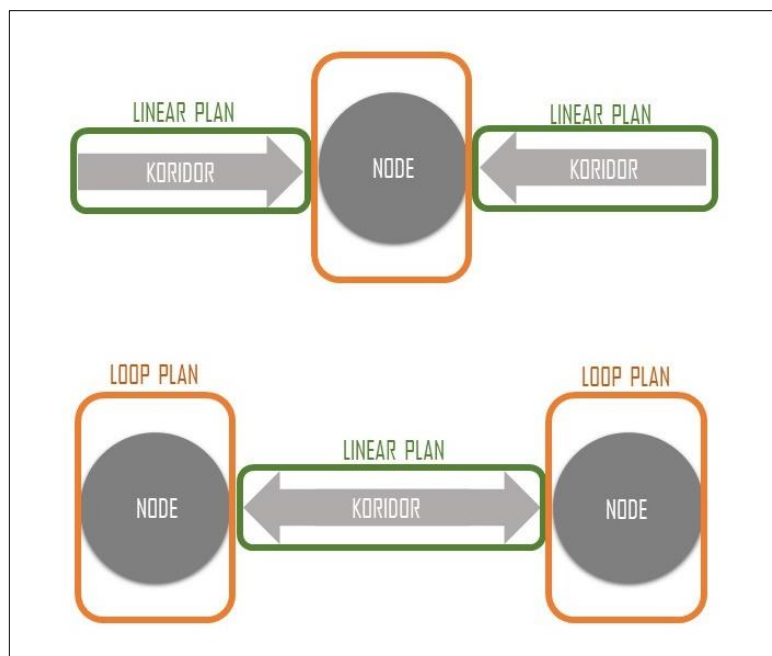 LINEAR PLAN
LINEAR PLAN
KORIDOR
NODE
KORIDOR
LOOP PLAN
LOOP PLAN
LINEAR PLAN
NODE
KORIDOR
NODE